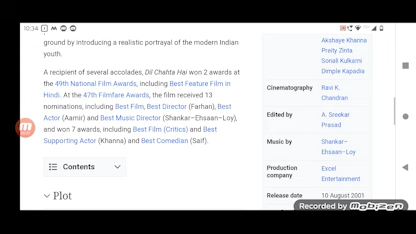 10:34
ground by introducing a realistic portrayal of the modern Indian
youth.
A recipient of several accolades, Dil Chahta Hai won 2 awards at
the 49th National Film Awards, including Best Feature Film in
Hindi. At the 47th Filmfare Awards, the film received 13
nominations, including Best Film, Best Director (Farhan), Best
Actor (Aamir) and Best Music Director (Shankar–Ehsaan–Loy),
and won 7 awards, including Best Film (Critics) and Best
Supporting Actor (Khanna) and Best Comedian (Saif).
Contents
Plot
Akshaye Khanna
Preity Zinta
Sonali Kulkarni
Dimple Kapadia
Cinematography Ravi K.
Chandran
Edited by A. Sreekar
Prasad
Music by Shankar–
Ehsaan–Loy
Production Excel
company Entertainment
Release date 10 August 2001
Recorded by Mobizen